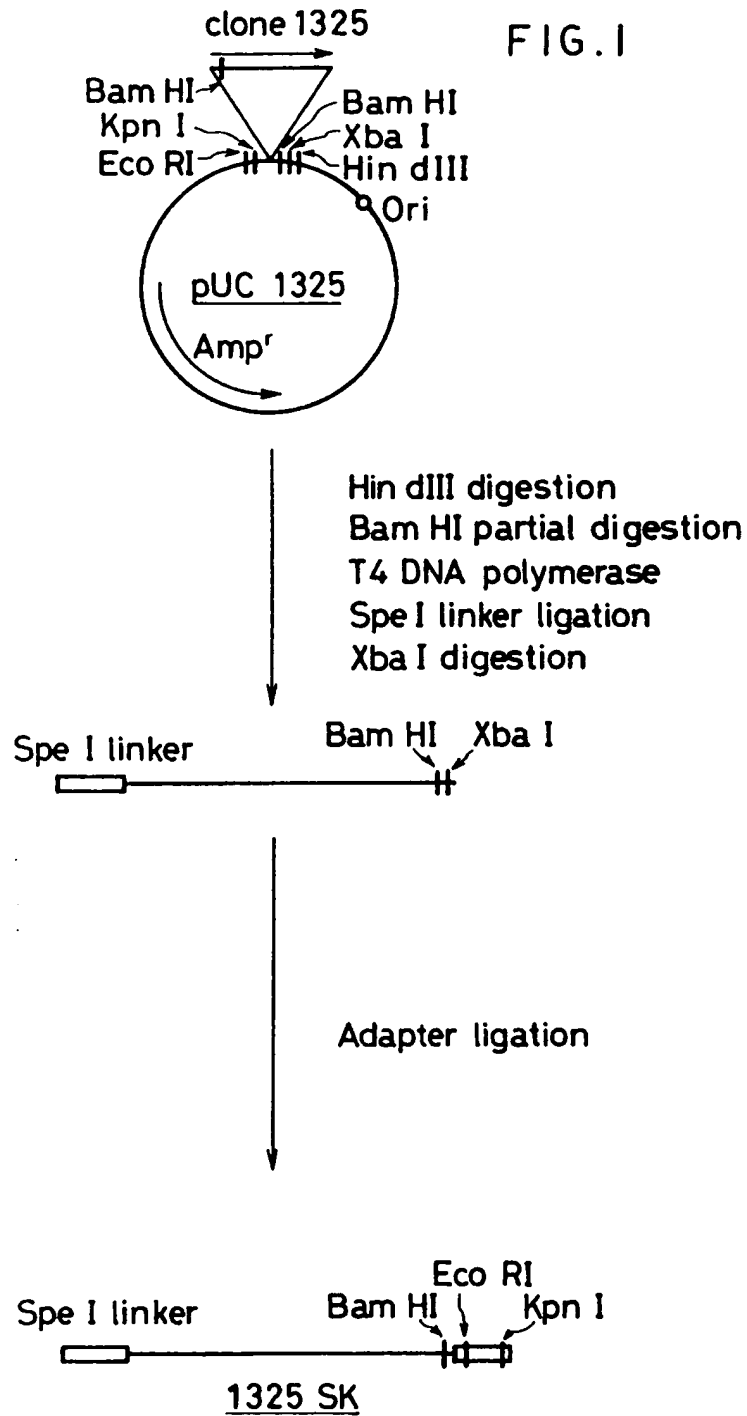 FIG.1
clone 1325
Bam HI
Kpn I
Eco RI
Bam HI
Xba I
Hin dIII
Ori
pUC 1325
Ampʳ
Hin dIII digestion
Bam HI partial digestion
T4 DNA polymerase
Spe I linker ligation
Xba I digestion
Spe I linker
Bam HI
Xba I
Adapter ligation
Eco RI
Spe I linker
Bam HI
Kpn I
1325 SK